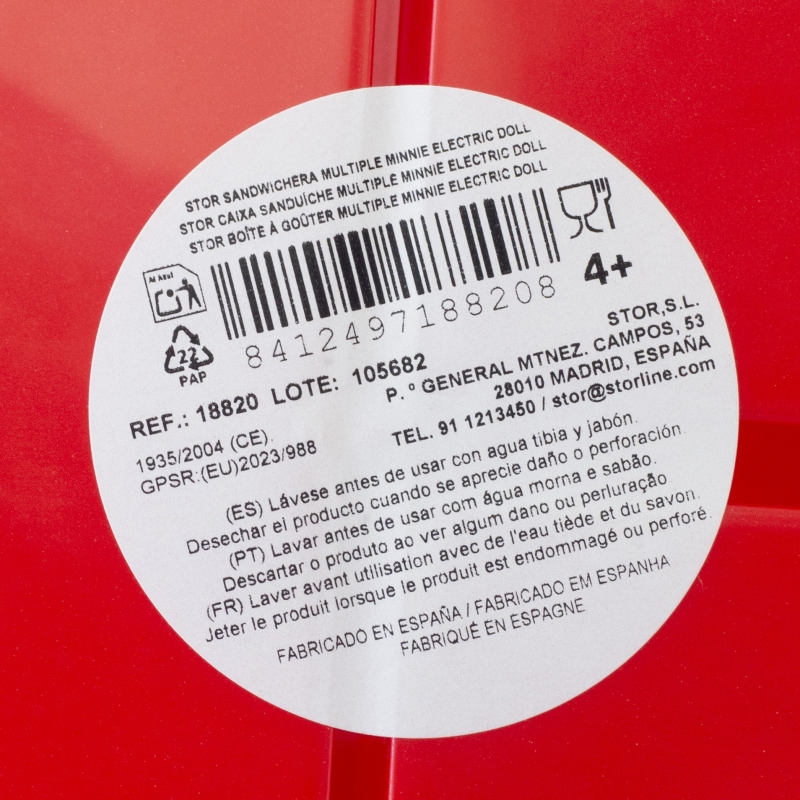 STOR SANDWICHERA MULTIPLE MINNIE ELECTRIC DOLL
STOR CAIXA SANDUÍCHE MULTIPLE MINNIE ELECTRIC DOLL
STOR BOÎTE À GOÛTER MULTIPLE MINNIE ELECTRIC DOLL
Al Azul
8412497188208
4+
22
PAP
REF.: 18820 LOTE: 105682
1935/2004 (CE).
GPSR:(EU)2023/988
STOR,S.L.
P.º GENERAL MTNEZ. CAMPOS, 53
28010 MADRID, ESPAÑA
TEL. 91 1213450 / stor@storline.com
(ES) Lávese antes de usar con agua tibia y jabón.
Desechar el producto cuando se aprecie daño o perforación.
(PT) Lavar antes de usar com água morna e sabão.
Descartar o produto ao ver algum dano ou perluração.
(FR) Laver avant utilisation avec de l'eau tiède et du savon.
Jeter le produit lorsque le produit est endommagé ou perforé.
FABRICADO EN ESPAÑA / FABRICADO EM ESPANHA
FABRIQUÉ EN ESPAGNE